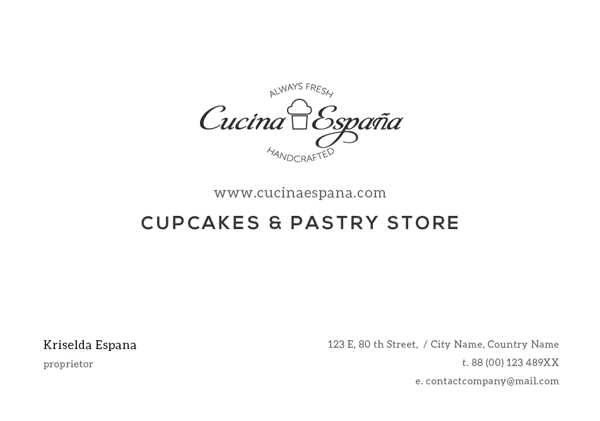 ALWAYS FRESH
Cucina España
HANDCRAFTED
www.cucinaespana.com
CUPCAKES & PASTRY STORE
Kriselda Espana
proprietor
123 E, 80 th Street,  / City Name, Country Name
t. 88 (00) 123 489XX
e. contactcompany@mail.com